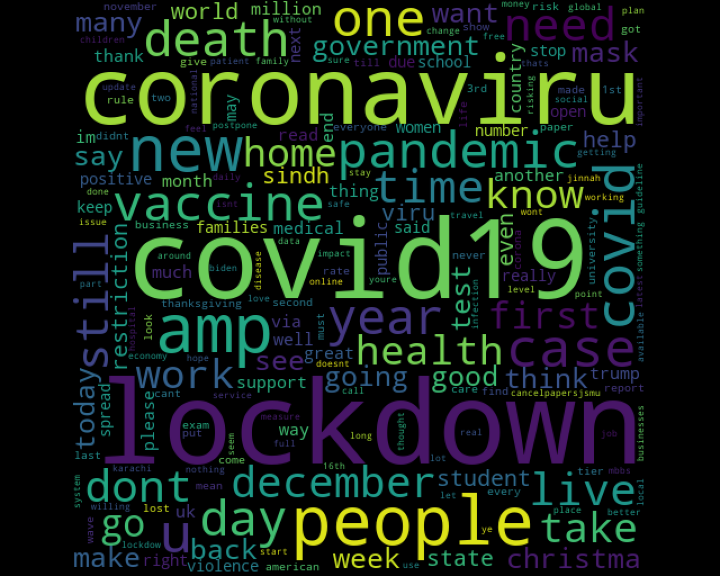 many world million one want need
november without money risk global plan
children death thank give patient family next government change show free till due school sure thats country stop mask got
coronaviru
update rule two national may end 3rd made 1st social open risking important
feel postpone everyone women life number paper
im didnt new home read pandemic help
say sindh thing stay time another jinnah getting
positive month daily know working
done keep vaccine isnt safe viru travel wont covid guideline
issue business families medical said public even corona university something
still restriction around data disease covid19 never really
part much biden impact rate youre test level available latest
thanksgiving love second online infection point
hospital look amp via must year first
economy hope see well great doesnt health case
today work support going good care find think trump report
spread please cant service call cancelpapersjsmu businesses
lockdown
exam put way measure long thought real job
last come seem full 16th lot
karachi nothing december student tier mbbs
system dont mean let every live local
willing lost place better
wave go u uk day people ye take
lockdow back start week use state
make right violence american christma